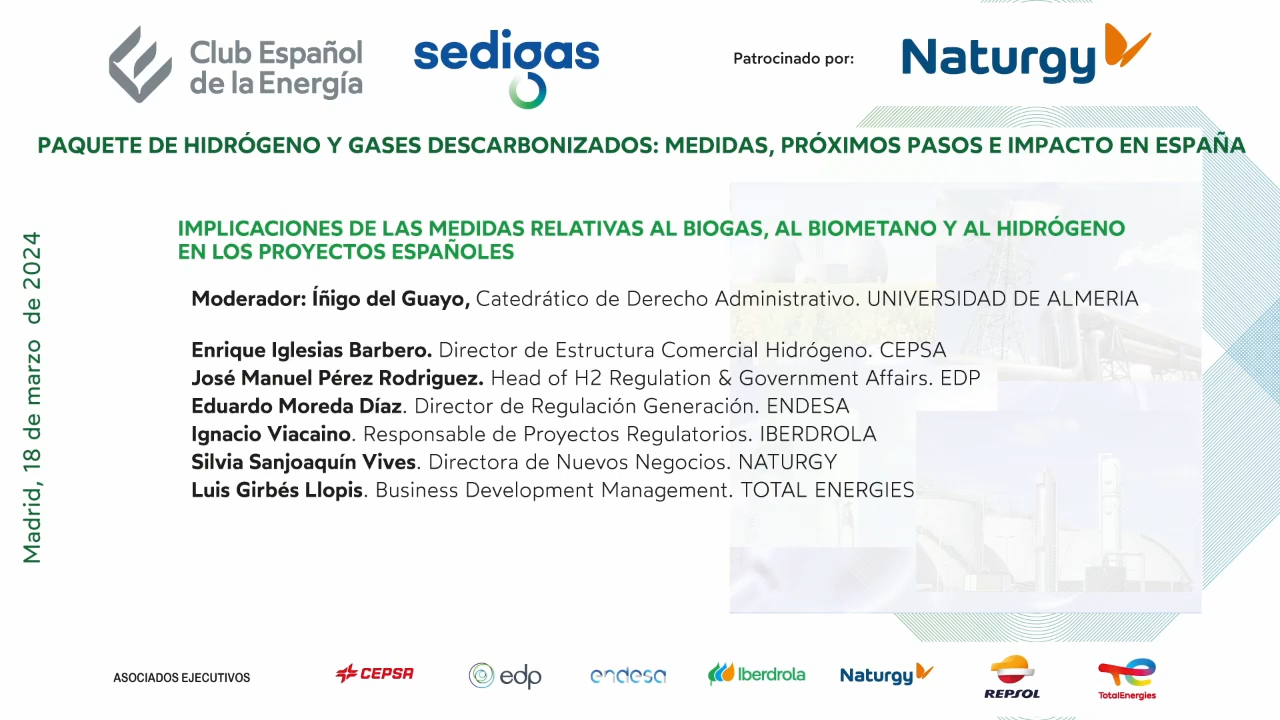 Club Español
de la Energía
sedigas
Patrocinado por:
Naturgy
PAQUETE DE HIDRÓGENO Y GASES DESCARBONIZADOS: MEDIDAS, PRÓXIMOS PASOS E IMPACTO EN ESPAÑA
Madrid, 18 de marzo de 2024
IMPLICACIONES DE LAS MEDIDAS RELATIVAS AL BIOGAS, AL BIOMETANO Y AL HIDRÓGENO
EN LOS PROYECTOS ESPAÑOLES
Moderador: Íñigo del Guayo, Catedrático de Derecho Administrativo. UNIVERSIDAD DE ALMERIA
Enrique Iglesias Barbero. Director de Estructura Comercial Hidrógeno. CEPSA
José Manuel Pérez Rodriguez. Head of H2 Regulation & Government Affairs. EDP
Eduardo Moreda Díaz. Director de Regulación Generación. ENDESA
Ignacio Viacaino. Responsable de Proyectos Regulatorios. IBERDROLA
Silvia Sanjoaquín Vives. Directora de Nuevos Negocios. NATURGY
Luis Girbés Llopis. Business Development Management. TOTAL ENERGIES
ASOCIADOS EJECUTIVOS
CEPSA
edp
endesa
Iberdrola
Naturgy
REPSOL
TotalEnergies